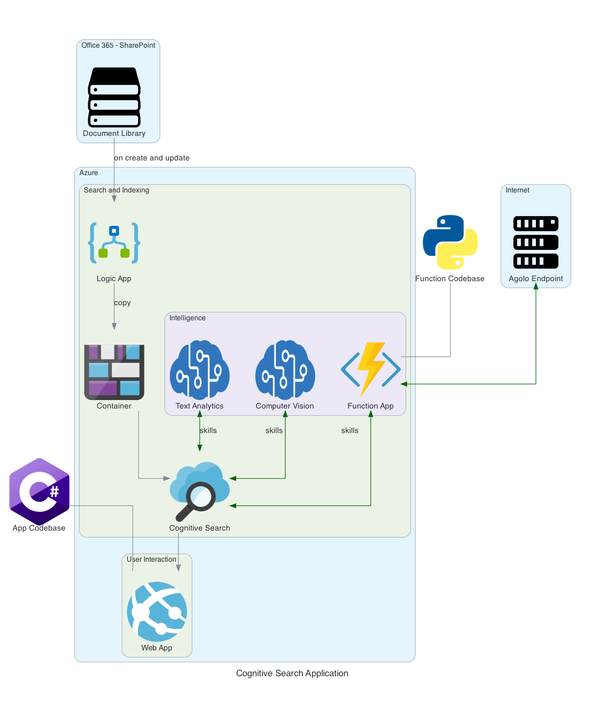 Office 365 - SharePoint
Document Library
on create and update
Azure
Search and Indexing
Internet
Logic App
Function Codebase
Agolo Endpoint
copy
Intelligence
Container
Text Analytics
Computer Vision
Function App
skills
skills
skills
C#
App Codebase
Cognitive Search
User Interaction
Web App
Cognitive Search Application